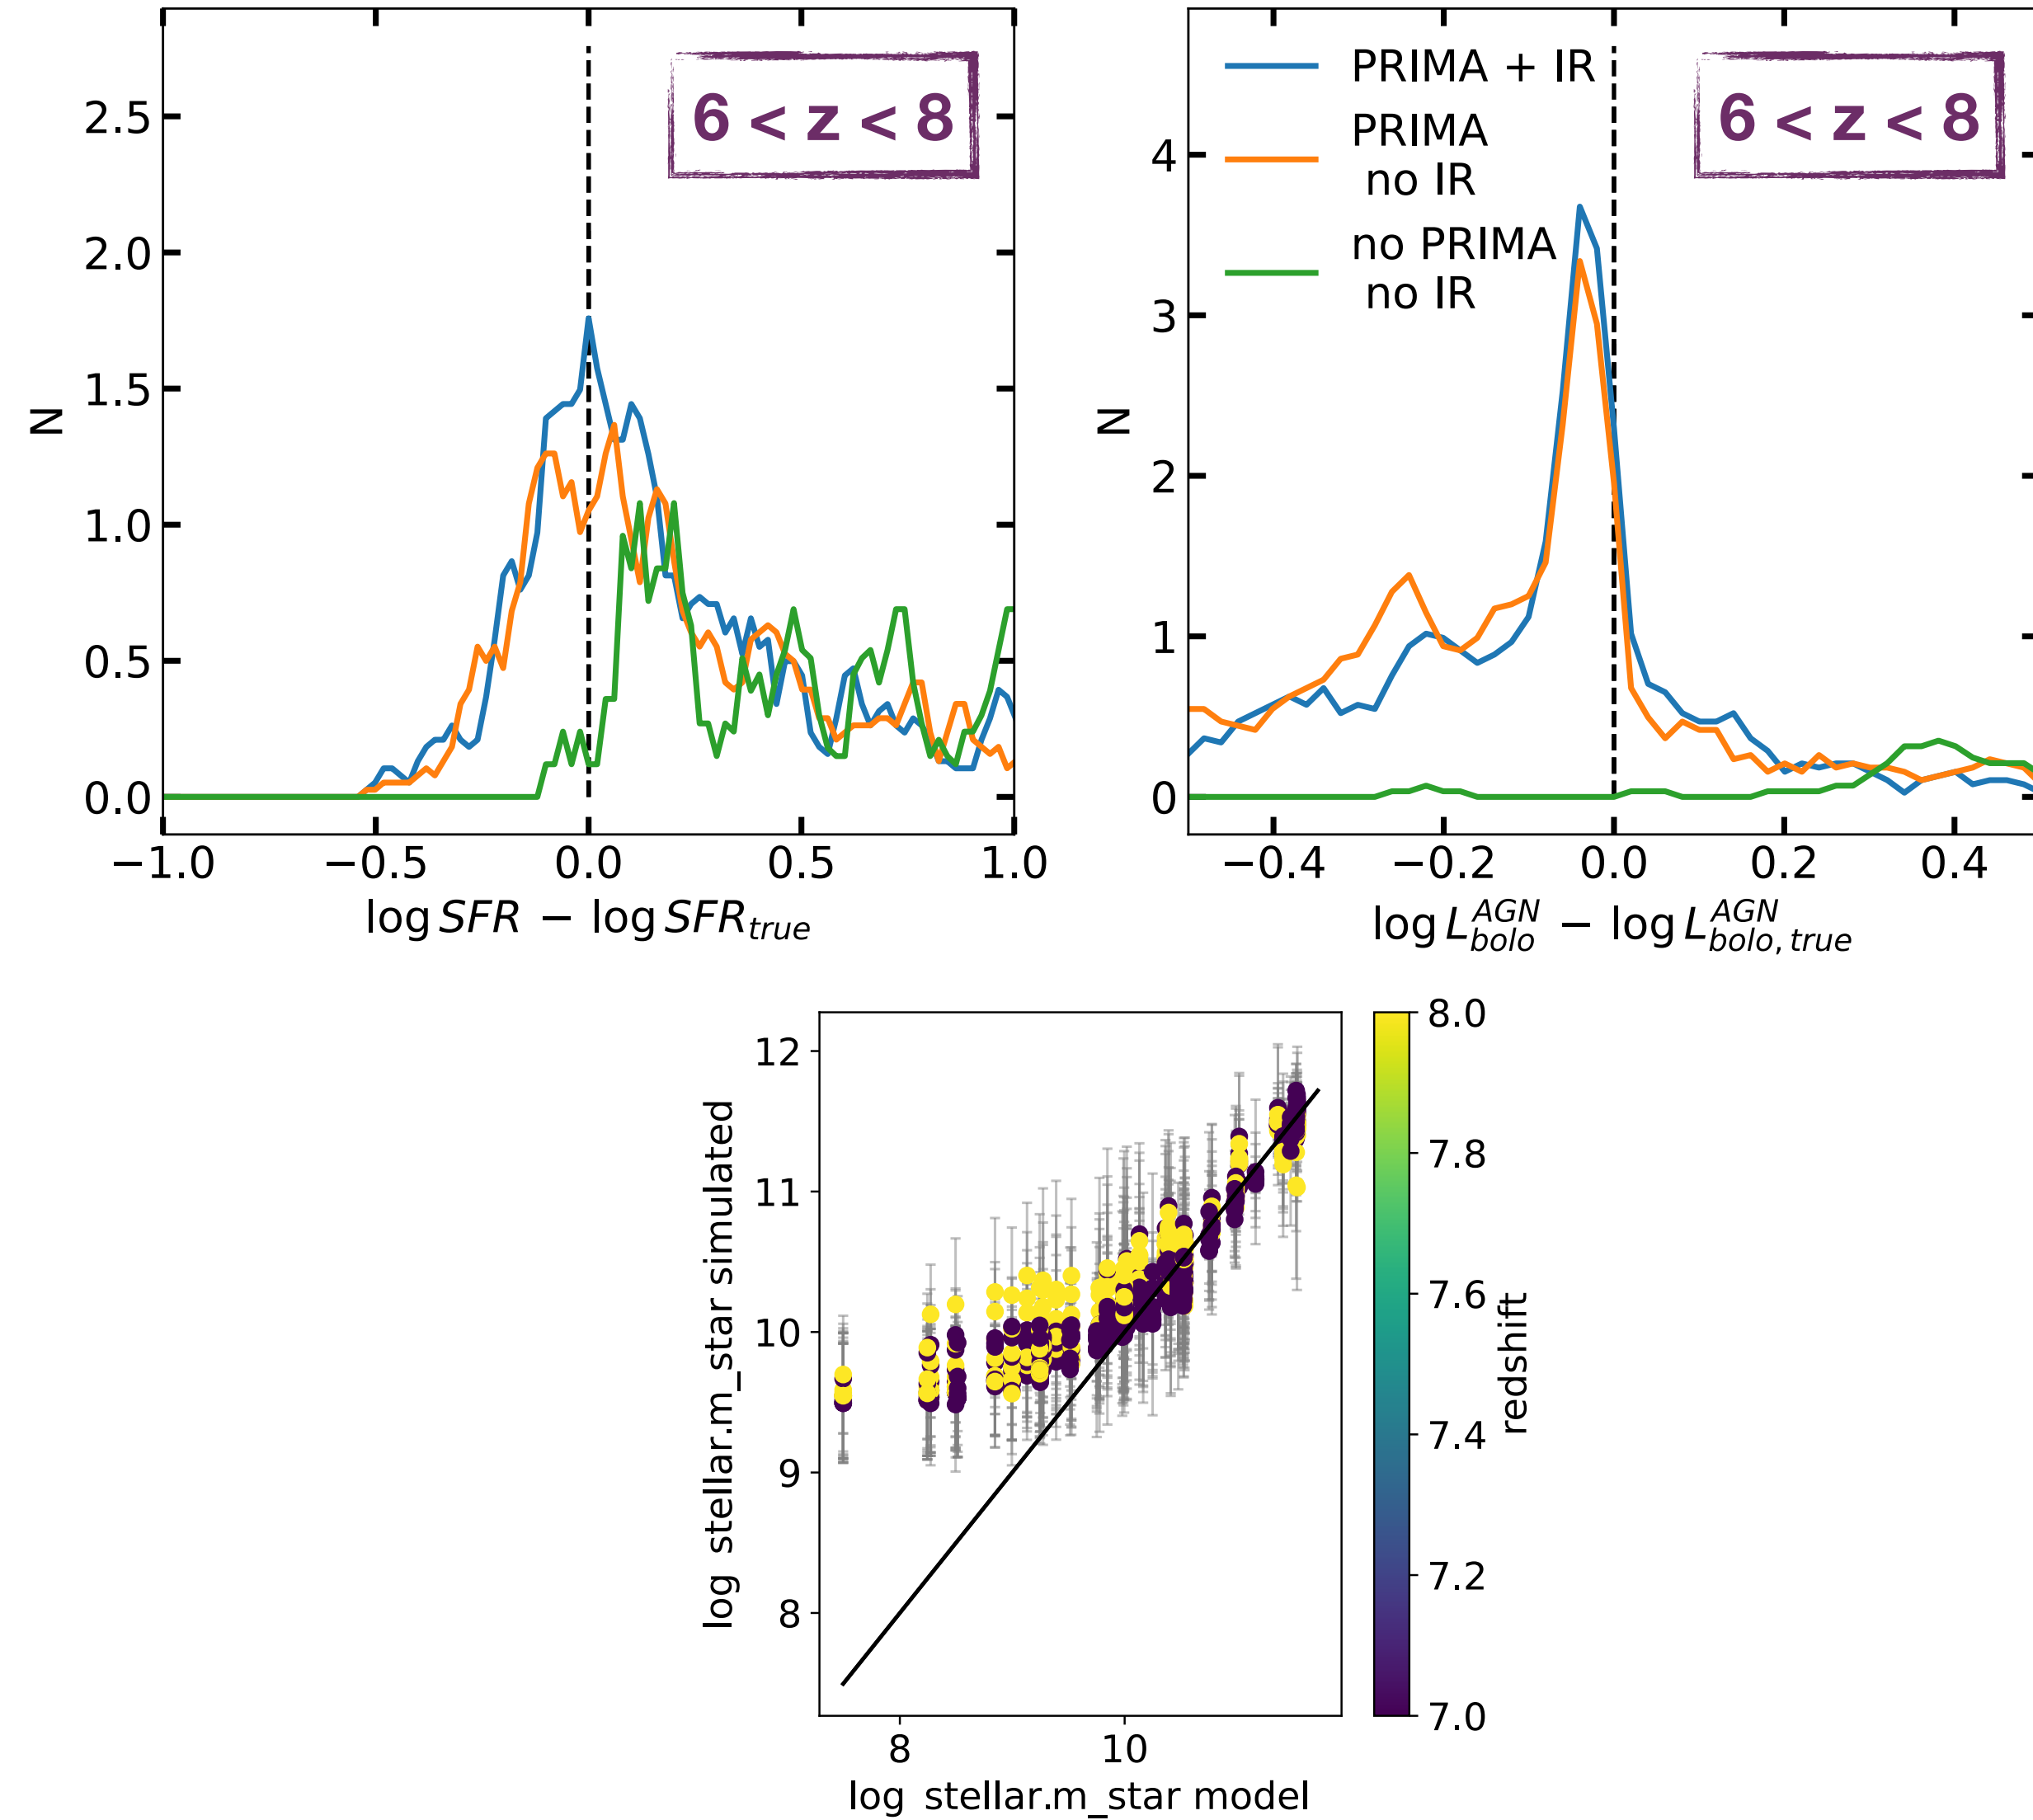 6 < z < 8
2.5
2.0
1.5
1.0
0.5
0.0
N
−1.0 −0.5 0.0 0.5 1.0
log SFR − log SFR_true
PRIMA + IR
PRIMA
no IR
no PRIMA
no IR
6 < z < 8
4
3
2
1
0
N
−0.4 −0.2 0.0 0.2 0.4
log L^AGN_bolo − log L^AGN_bolo, true
12
11
10
9
8
log stellar.m_star simulated
8 10
log stellar.m_star model
8.0
7.8
7.6
7.4
7.2
7.0
redshift